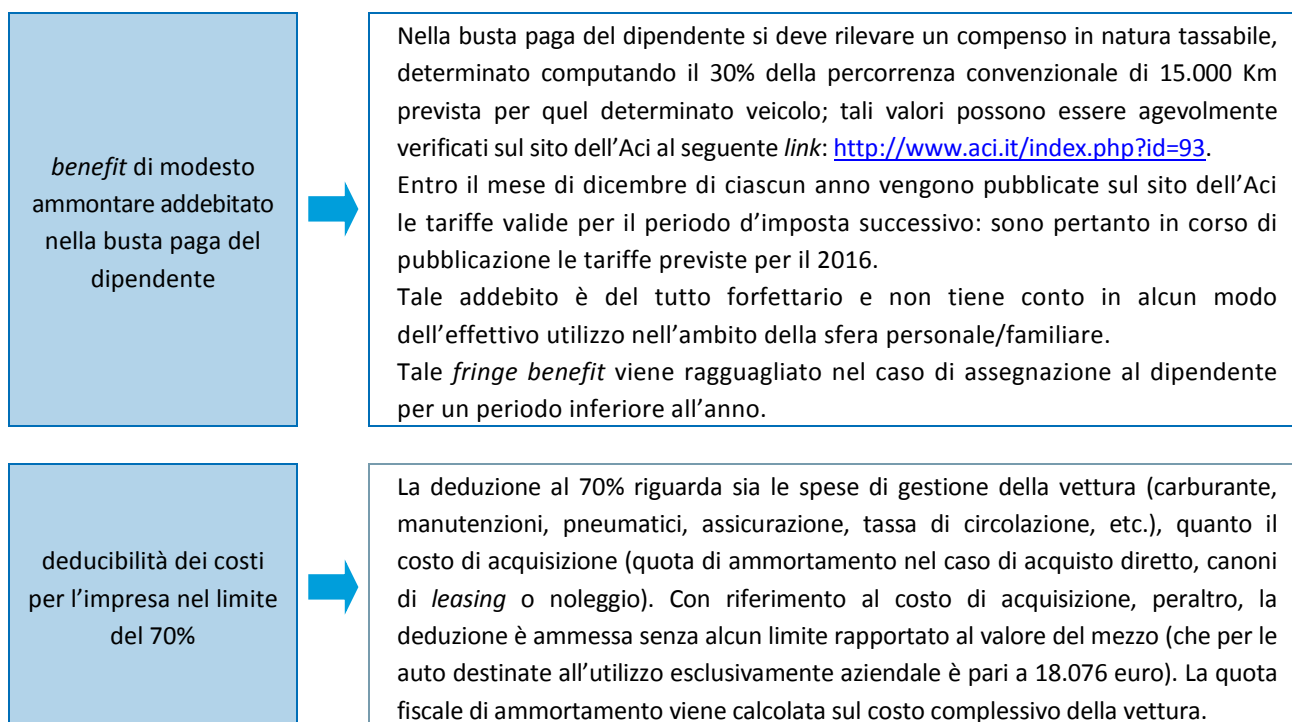 benefit di modesto
ammontare addebitato
nella busta paga del
dipendente
Nella busta paga del dipendente si deve rilevare un compenso in natura tassabile,
determinato computando il 30% della percorrenza convenzionale di 15.000 Km
prevista per quel determinato veicolo; tali valori possono essere agevolmente
verificati sul sito dell'Aci al seguente link: http://www.aci.it/index.php?id=93.
Entro il mese di dicembre di ciascun anno vengono pubblicate sul sito dell'Aci
le tariffe valide per il periodo d'imposta successivo: sono pertanto in corso di
pubblicazione le tariffe previste per il 2016.
Tale addebito è del tutto forfettario e non tiene conto in alcun modo
dell'effettivo utilizzo nell'ambito della sfera personale/familiare.
Tale fringe benefit viene ragguagliato nel caso di assegnazione al dipendente
per un periodo inferiore all'anno.
deducibilità dei costi
per l'impresa nel limite
del 70%
La deduzione al 70% riguarda sia le spese di gestione della vettura (carburante,
manutenzioni, pneumatici, assicurazione, tassa di circolazione, etc.), quanto il
costo di acquisizione (quota di ammortamento nel caso di acquisto diretto, canoni
di leasing o noleggio). Con riferimento al costo di acquisizione, peraltro, la
deduzione è ammessa senza alcun limite rapportato al valore del mezzo (che per le
auto destinate all'utilizzo esclusivamente aziendale è pari a 18.076 euro). La quota
fiscale di ammortamento viene calcolata sul costo complessivo della vettura.